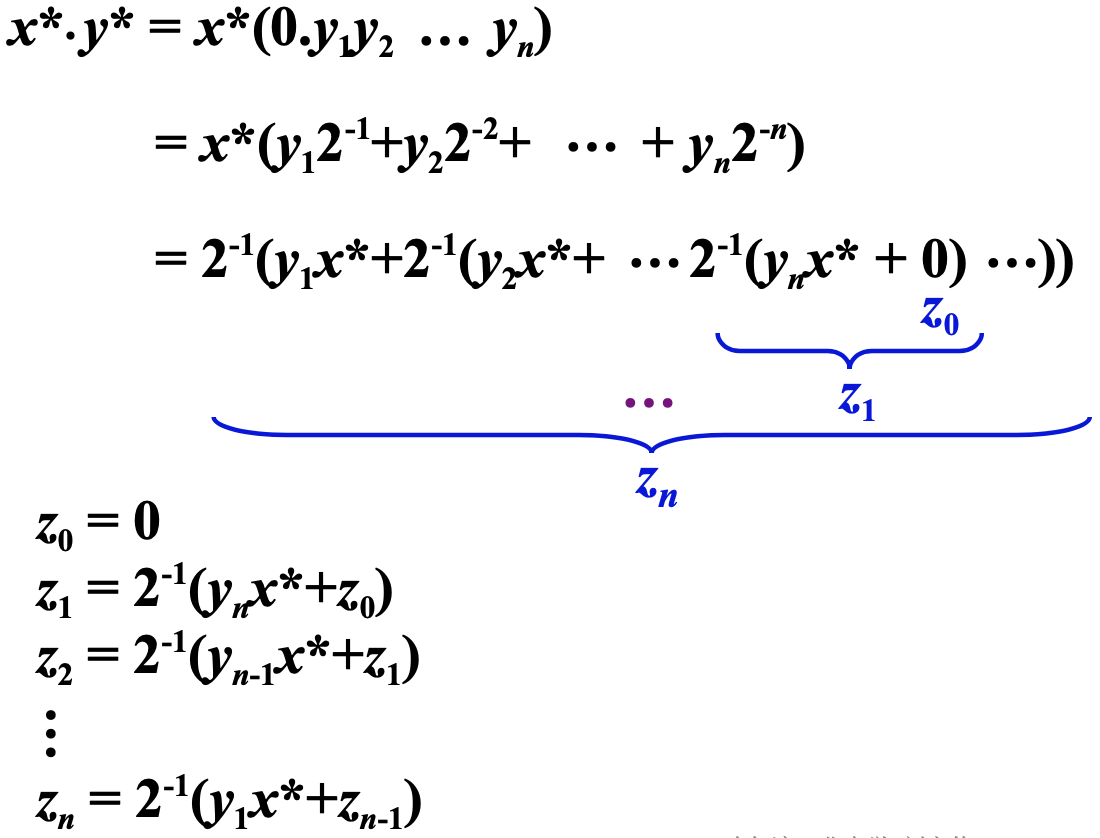 x*·y* = x*(0.y₁y₂ … yₙ)
= x*(y₁2⁻¹+y₂2⁻²+ … + yₙ2⁻ⁿ)
= 2⁻¹(y₁x*+2⁻¹(y₂x*+ …2⁻¹(yₙx* + 0) …))
z₀
z₁
…
zₙ
z₀ = 0
z₁ = 2⁻¹(yₙx*+z₀)
z₂ = 2⁻¹(yₙ₋₁x*+z₁)
⋮
zₙ = 2⁻¹(y₁x*+zₙ₋₁)